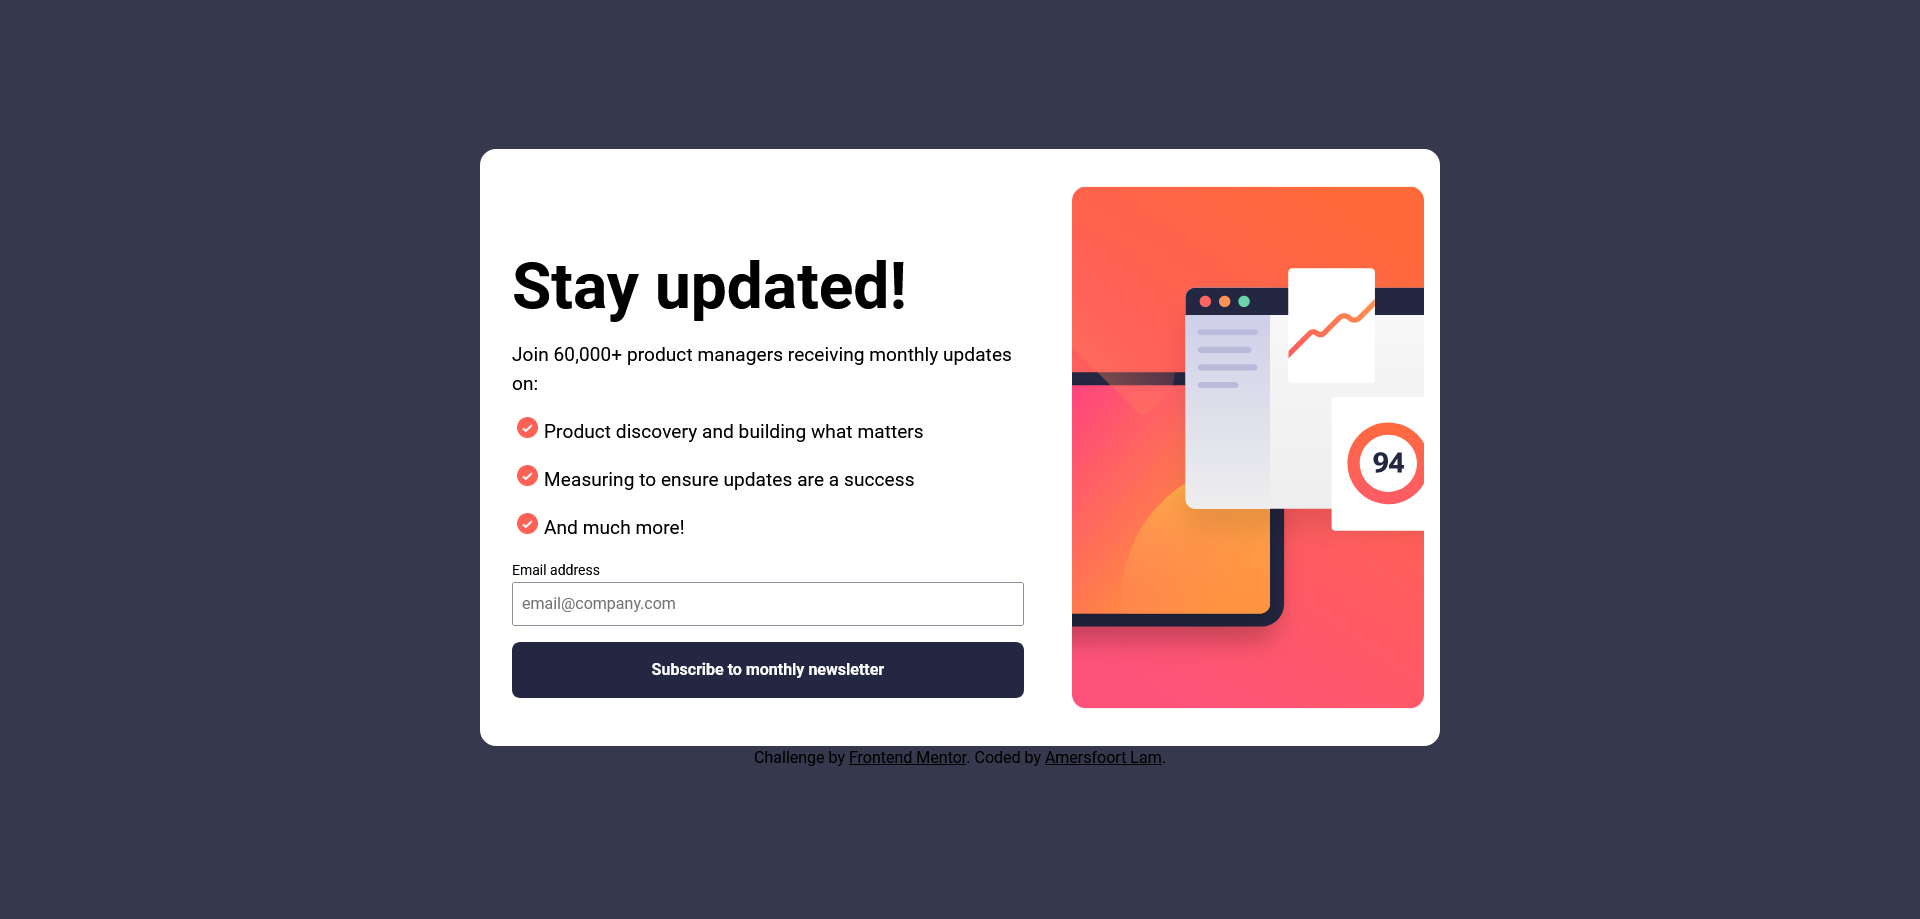 Stay updated!
Join 60,000+ product managers receiving monthly updates
on:
Product discovery and building what matters
Measuring to ensure updates are a success
And much more!
Email address
email@company.com
Subscribe to monthly newsletter
94
Challenge by Frontend Mentor. Coded by Amersfoort Lam.